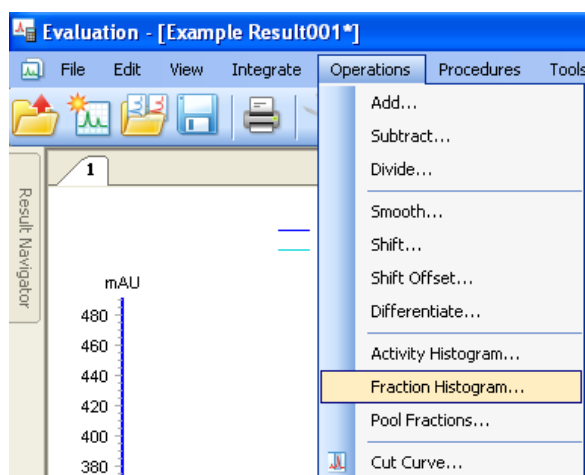 Evaluation - [Example Result001*]
File Edit View Integrate Operations Procedures Tools
Add...
Subtract...
Divide...
Smooth...
Shift...
Shift Offset...
Differentiate...
Activity Histogram...
Fraction Histogram...
Pool Fractions...
Cut Curve...
1
Result Navigator
mAU
480
460
440
420
400
380